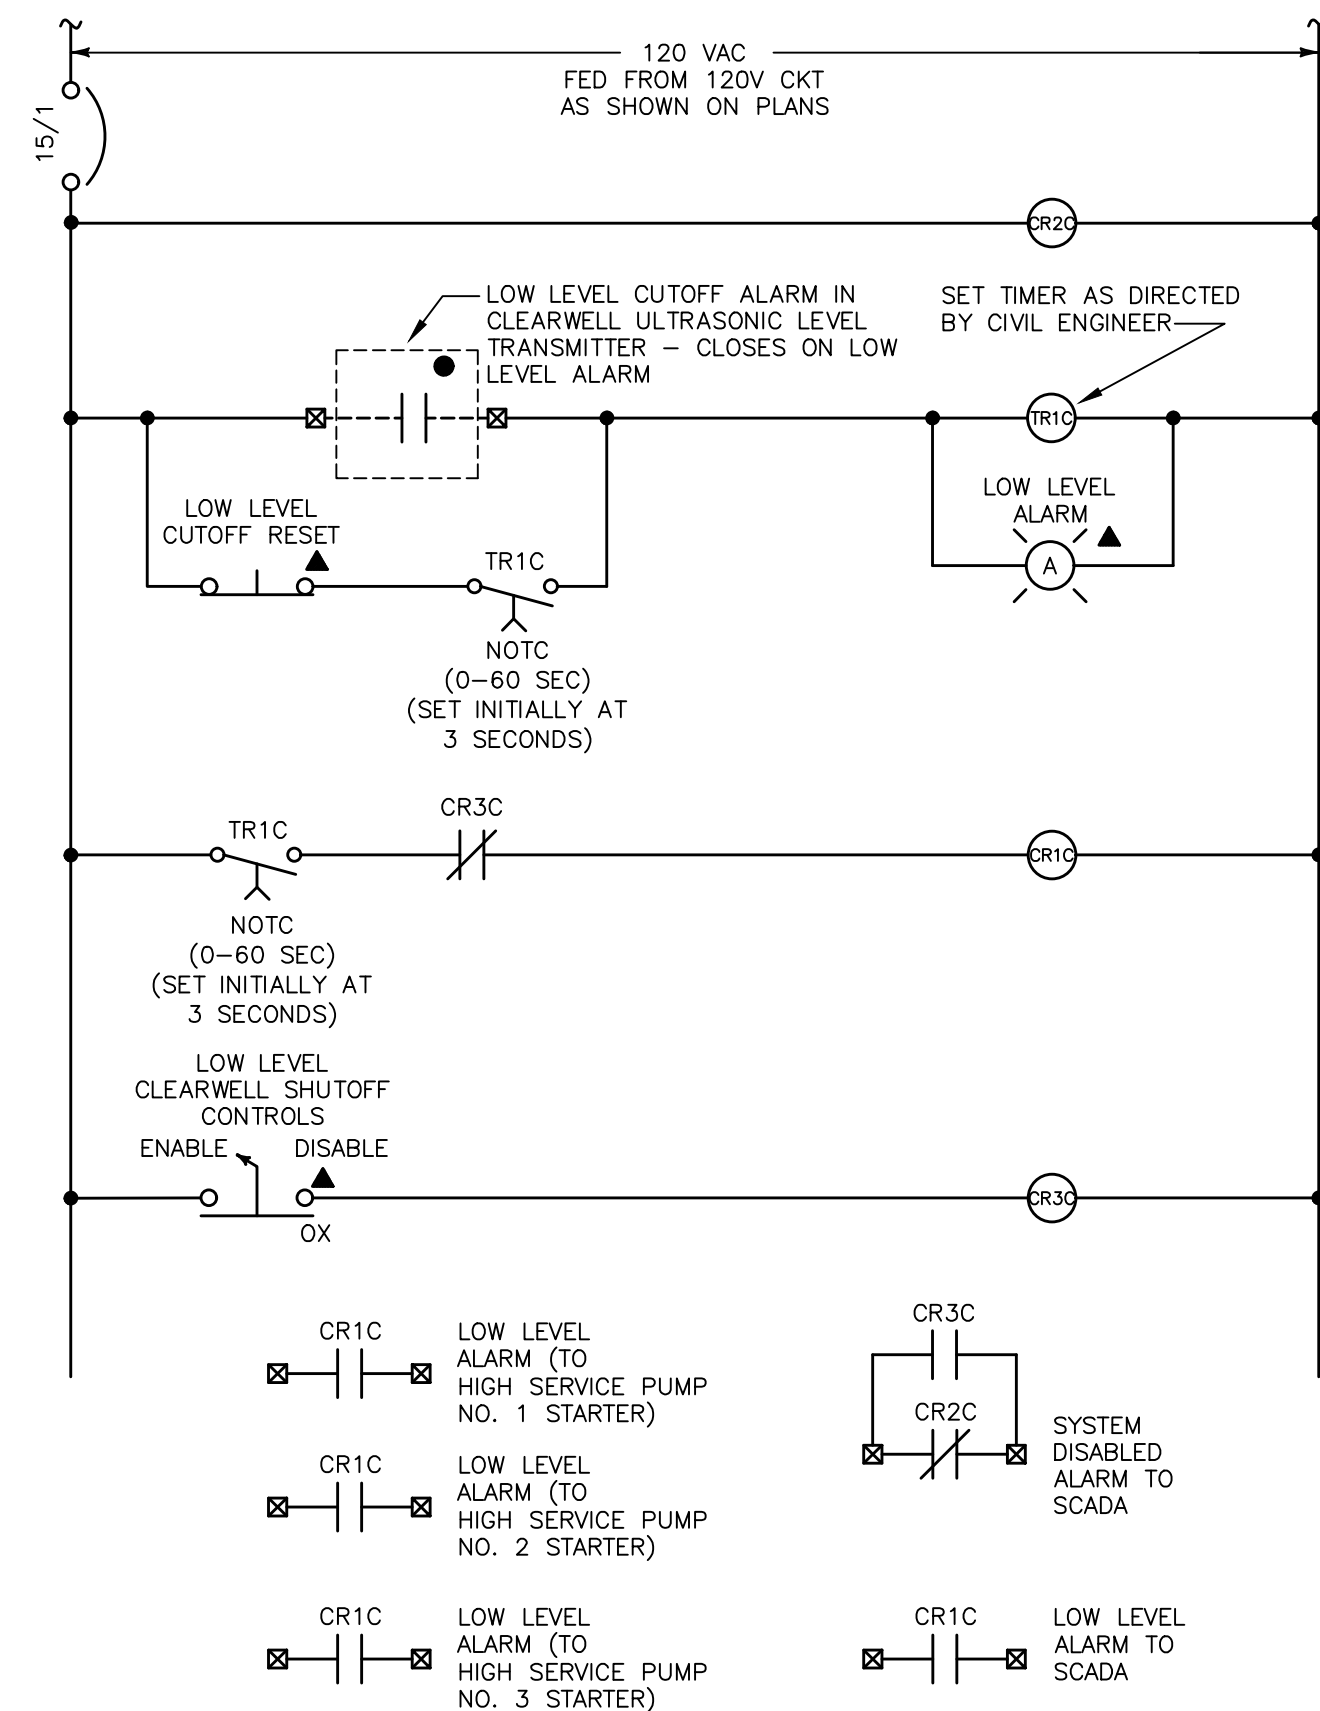 120 VAC
FED FROM 120V CKT
AS SHOWN ON PLANS
15/1
CR2C
LOW LEVEL CUTOFF ALARM IN
CLEARWELL ULTRASONIC LEVEL
TRANSMITTER – CLOSES ON LOW
LEVEL ALARM
SET TIMER AS DIRECTED
BY CIVIL ENGINEER
TR1C
LOW LEVEL
CUTOFF RESET
TR1C
NOTC
(0–60 SEC)
(SET INITIALLY AT
3 SECONDS)
LOW LEVEL
ALARM
A
TR1C
NOTC
(0–60 SEC)
(SET INITIALLY AT
3 SECONDS)
CR3C
CR1C
LOW LEVEL
CLEARWELL SHUTOFF
CONTROLS
ENABLE DISABLE
OX
CR3C
CR1C
LOW LEVEL
ALARM (TO
HIGH SERVICE PUMP
NO. 1 STARTER)
CR1C
LOW LEVEL
ALARM (TO
HIGH SERVICE PUMP
NO. 2 STARTER)
CR1C
LOW LEVEL
ALARM (TO
HIGH SERVICE PUMP
NO. 3 STARTER)
CR3C
CR2C
SYSTEM
DISABLED
ALARM TO
SCADA
CR1C
LOW LEVEL
ALARM TO
SCADA